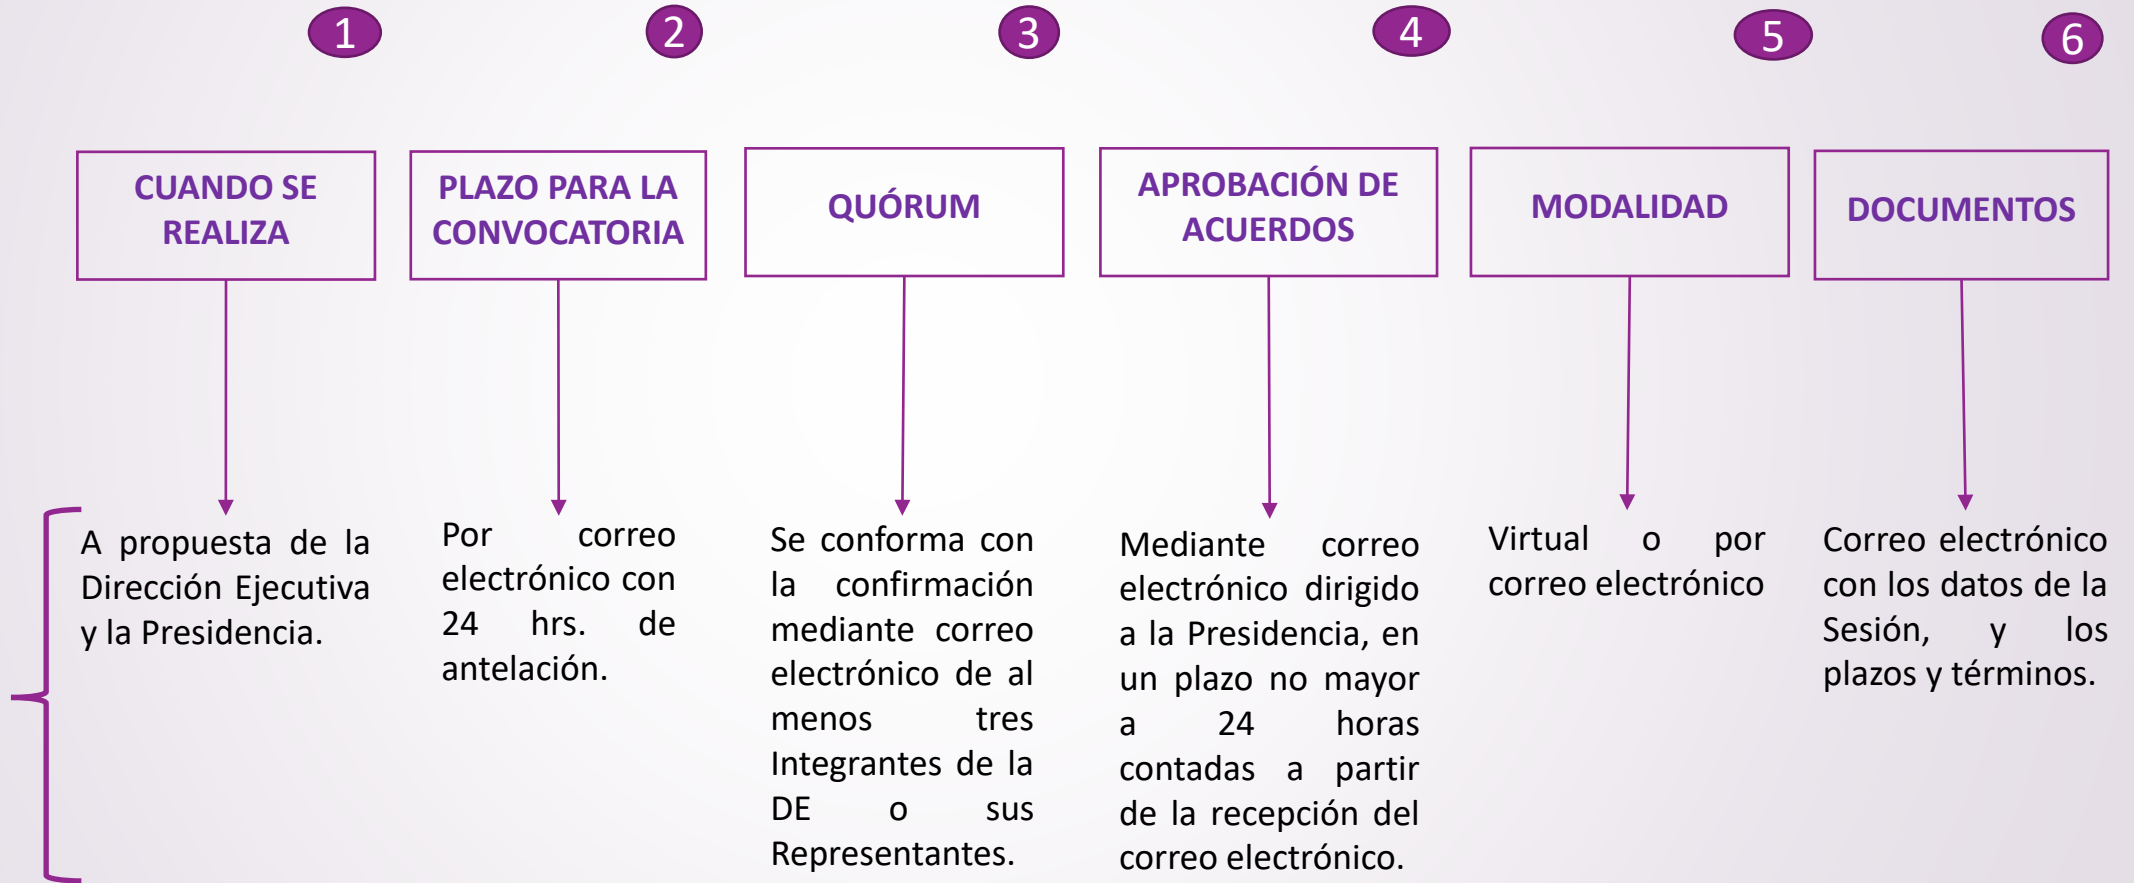 1
2
3
4
5
6
CUANDO SE
REALIZA
PLAZO PARA LA
CONVOCATORIA
QUÓRUM
APROBACIÓN DE
ACUERDOS
MODALIDAD
DOCUMENTOS
A propuesta de la
Dirección Ejecutiva
y la Presidencia.
Por correo
electrónico con
24 hrs. de
antelación.
Se conforma con
la confirmación
mediante correo
electrónico de al
menos tres
Integrantes de la
DE o sus
Representantes.
Mediante correo
electrónico dirigido
a la Presidencia, en
un plazo no mayor
a 24 horas
contadas a partir
de la recepción del
correo electrónico.
Virtual o por
correo electrónico
Correo electrónico
con los datos de la
Sesión, y los
plazos y términos.